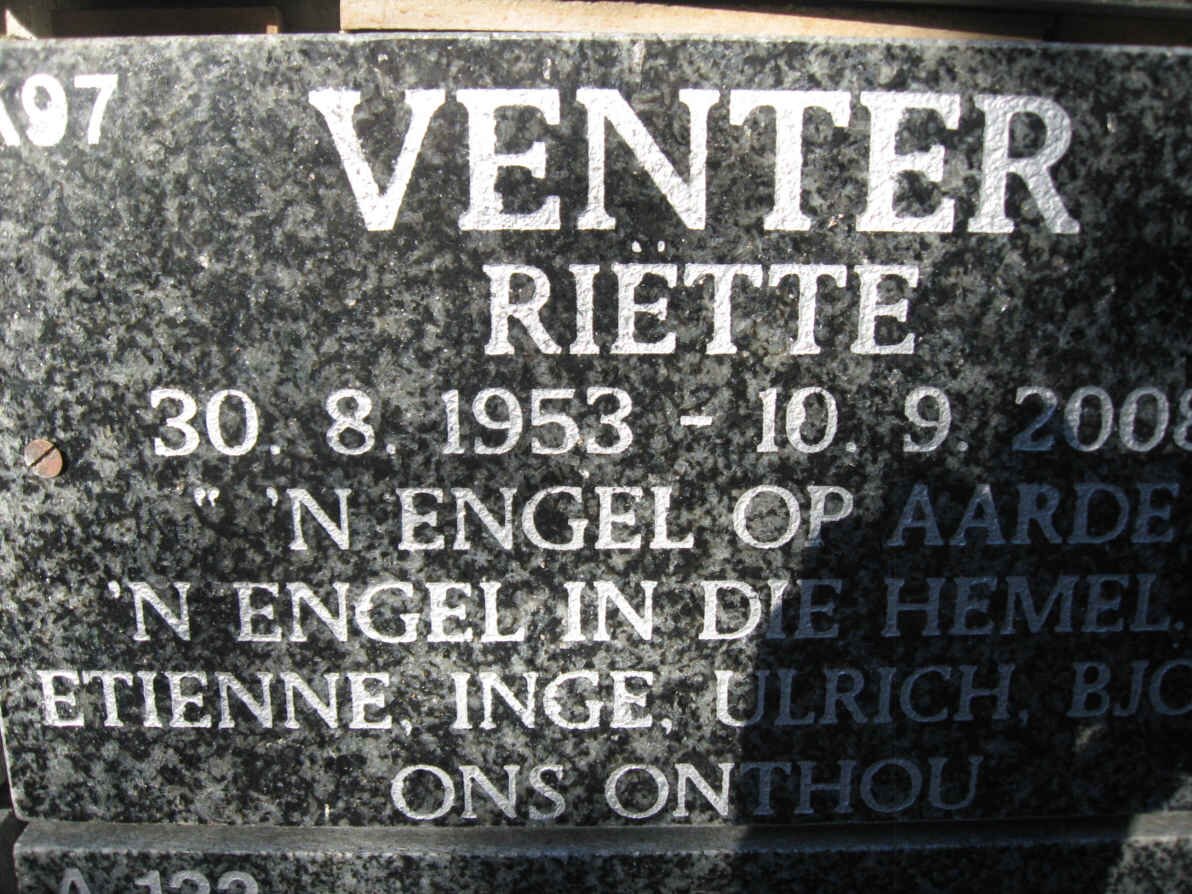 A97
VENTER
RIËTTE
30. 8. 1953 - 10. 9. 2008
" 'N ENGEL OP AARDE
'N ENGEL IN DIE HEMEL.
ETIENNE, INGE, ULRICH,
ONS ONTHOU
A 122